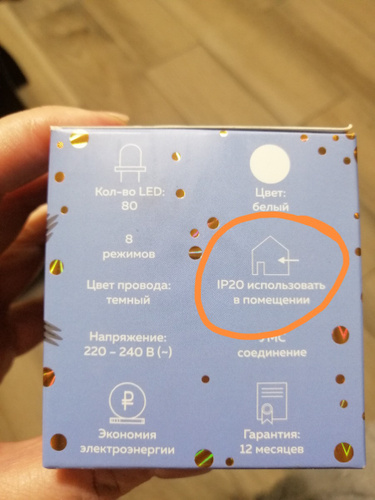 Кол-во LED:
80
Цвет:
белый
8
режимов
IP20 использовать
в помещении
Цвет провода:
темный
Напряжение:
220 – 240 В (~)
соединение
₽
Экономия
электроэнергии
Гарантия:
12 месяцев